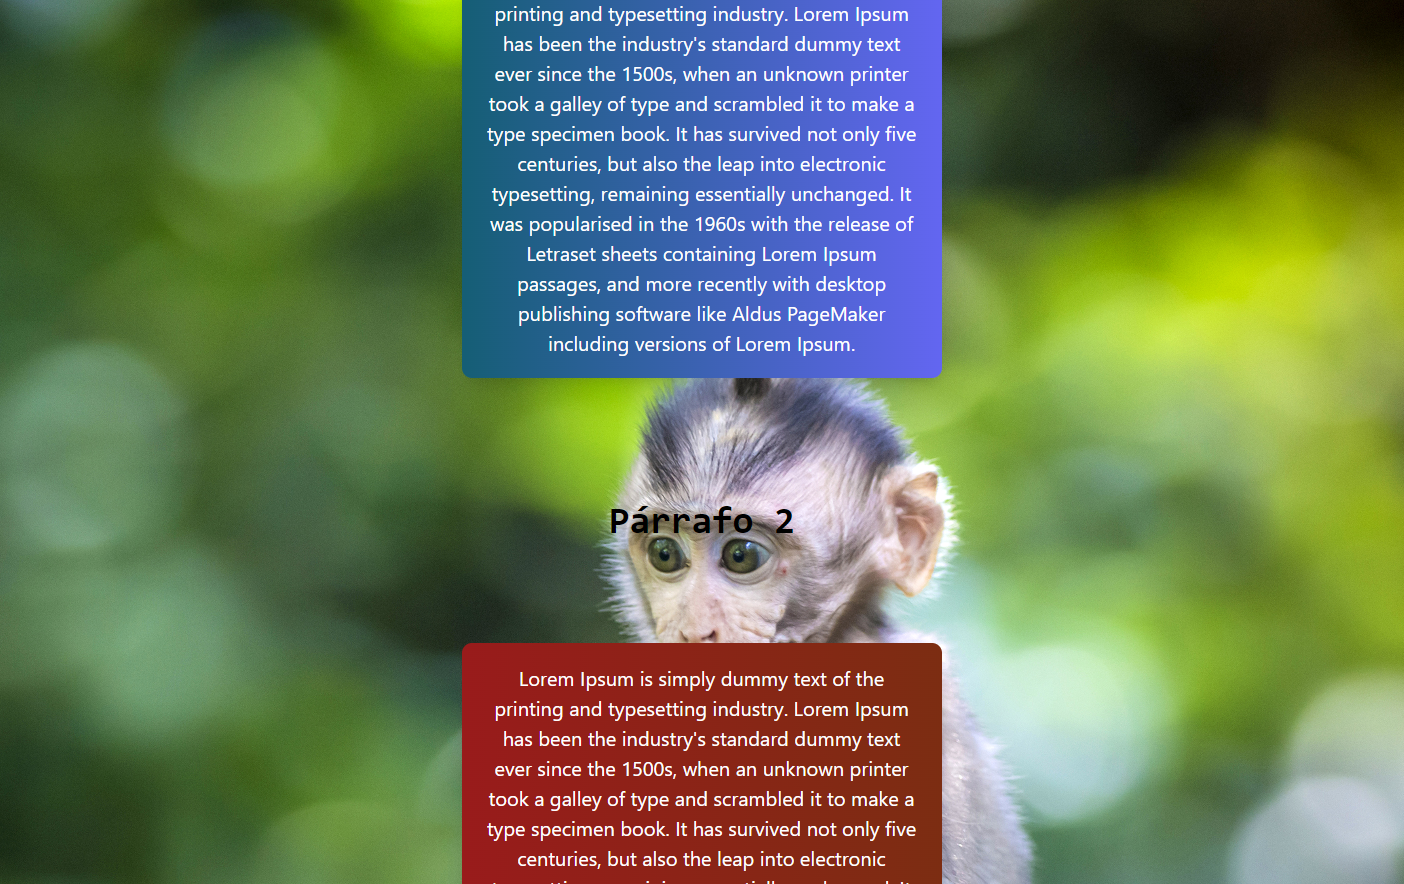 printing and typesetting industry. Lorem Ipsum
has been the industry's standard dummy text
ever since the 1500s, when an unknown printer
took a galley of type and scrambled it to make a
type specimen book. It has survived not only five
centuries, but also the leap into electronic
typesetting, remaining essentially unchanged. It
was popularised in the 1960s with the release of
Letraset sheets containing Lorem Ipsum
passages, and more recently with desktop
publishing software like Aldus PageMaker
including versions of Lorem Ipsum.
Párrafo 2
Lorem Ipsum is simply dummy text of the
printing and typesetting industry. Lorem Ipsum
has been the industry's standard dummy text
ever since the 1500s, when an unknown printer
took a galley of type and scrambled it to make a
type specimen book. It has survived not only five
centuries, but also the leap into electronic